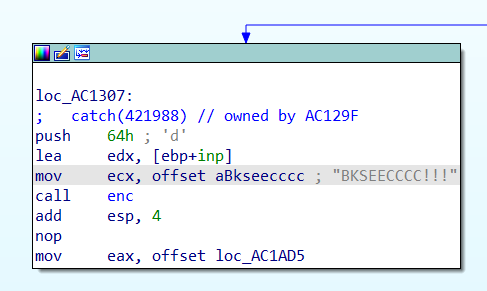 loc_AC1307:
;   catch(421988) // owned by AC129F
push    64h ; 'd'
lea     edx, [ebp+inp]
mov     ecx, offset aBkseecccc ; "BKSEECCCC!!!"
call    enc
add     esp, 4
nop
mov     eax, offset loc_AC1AD5